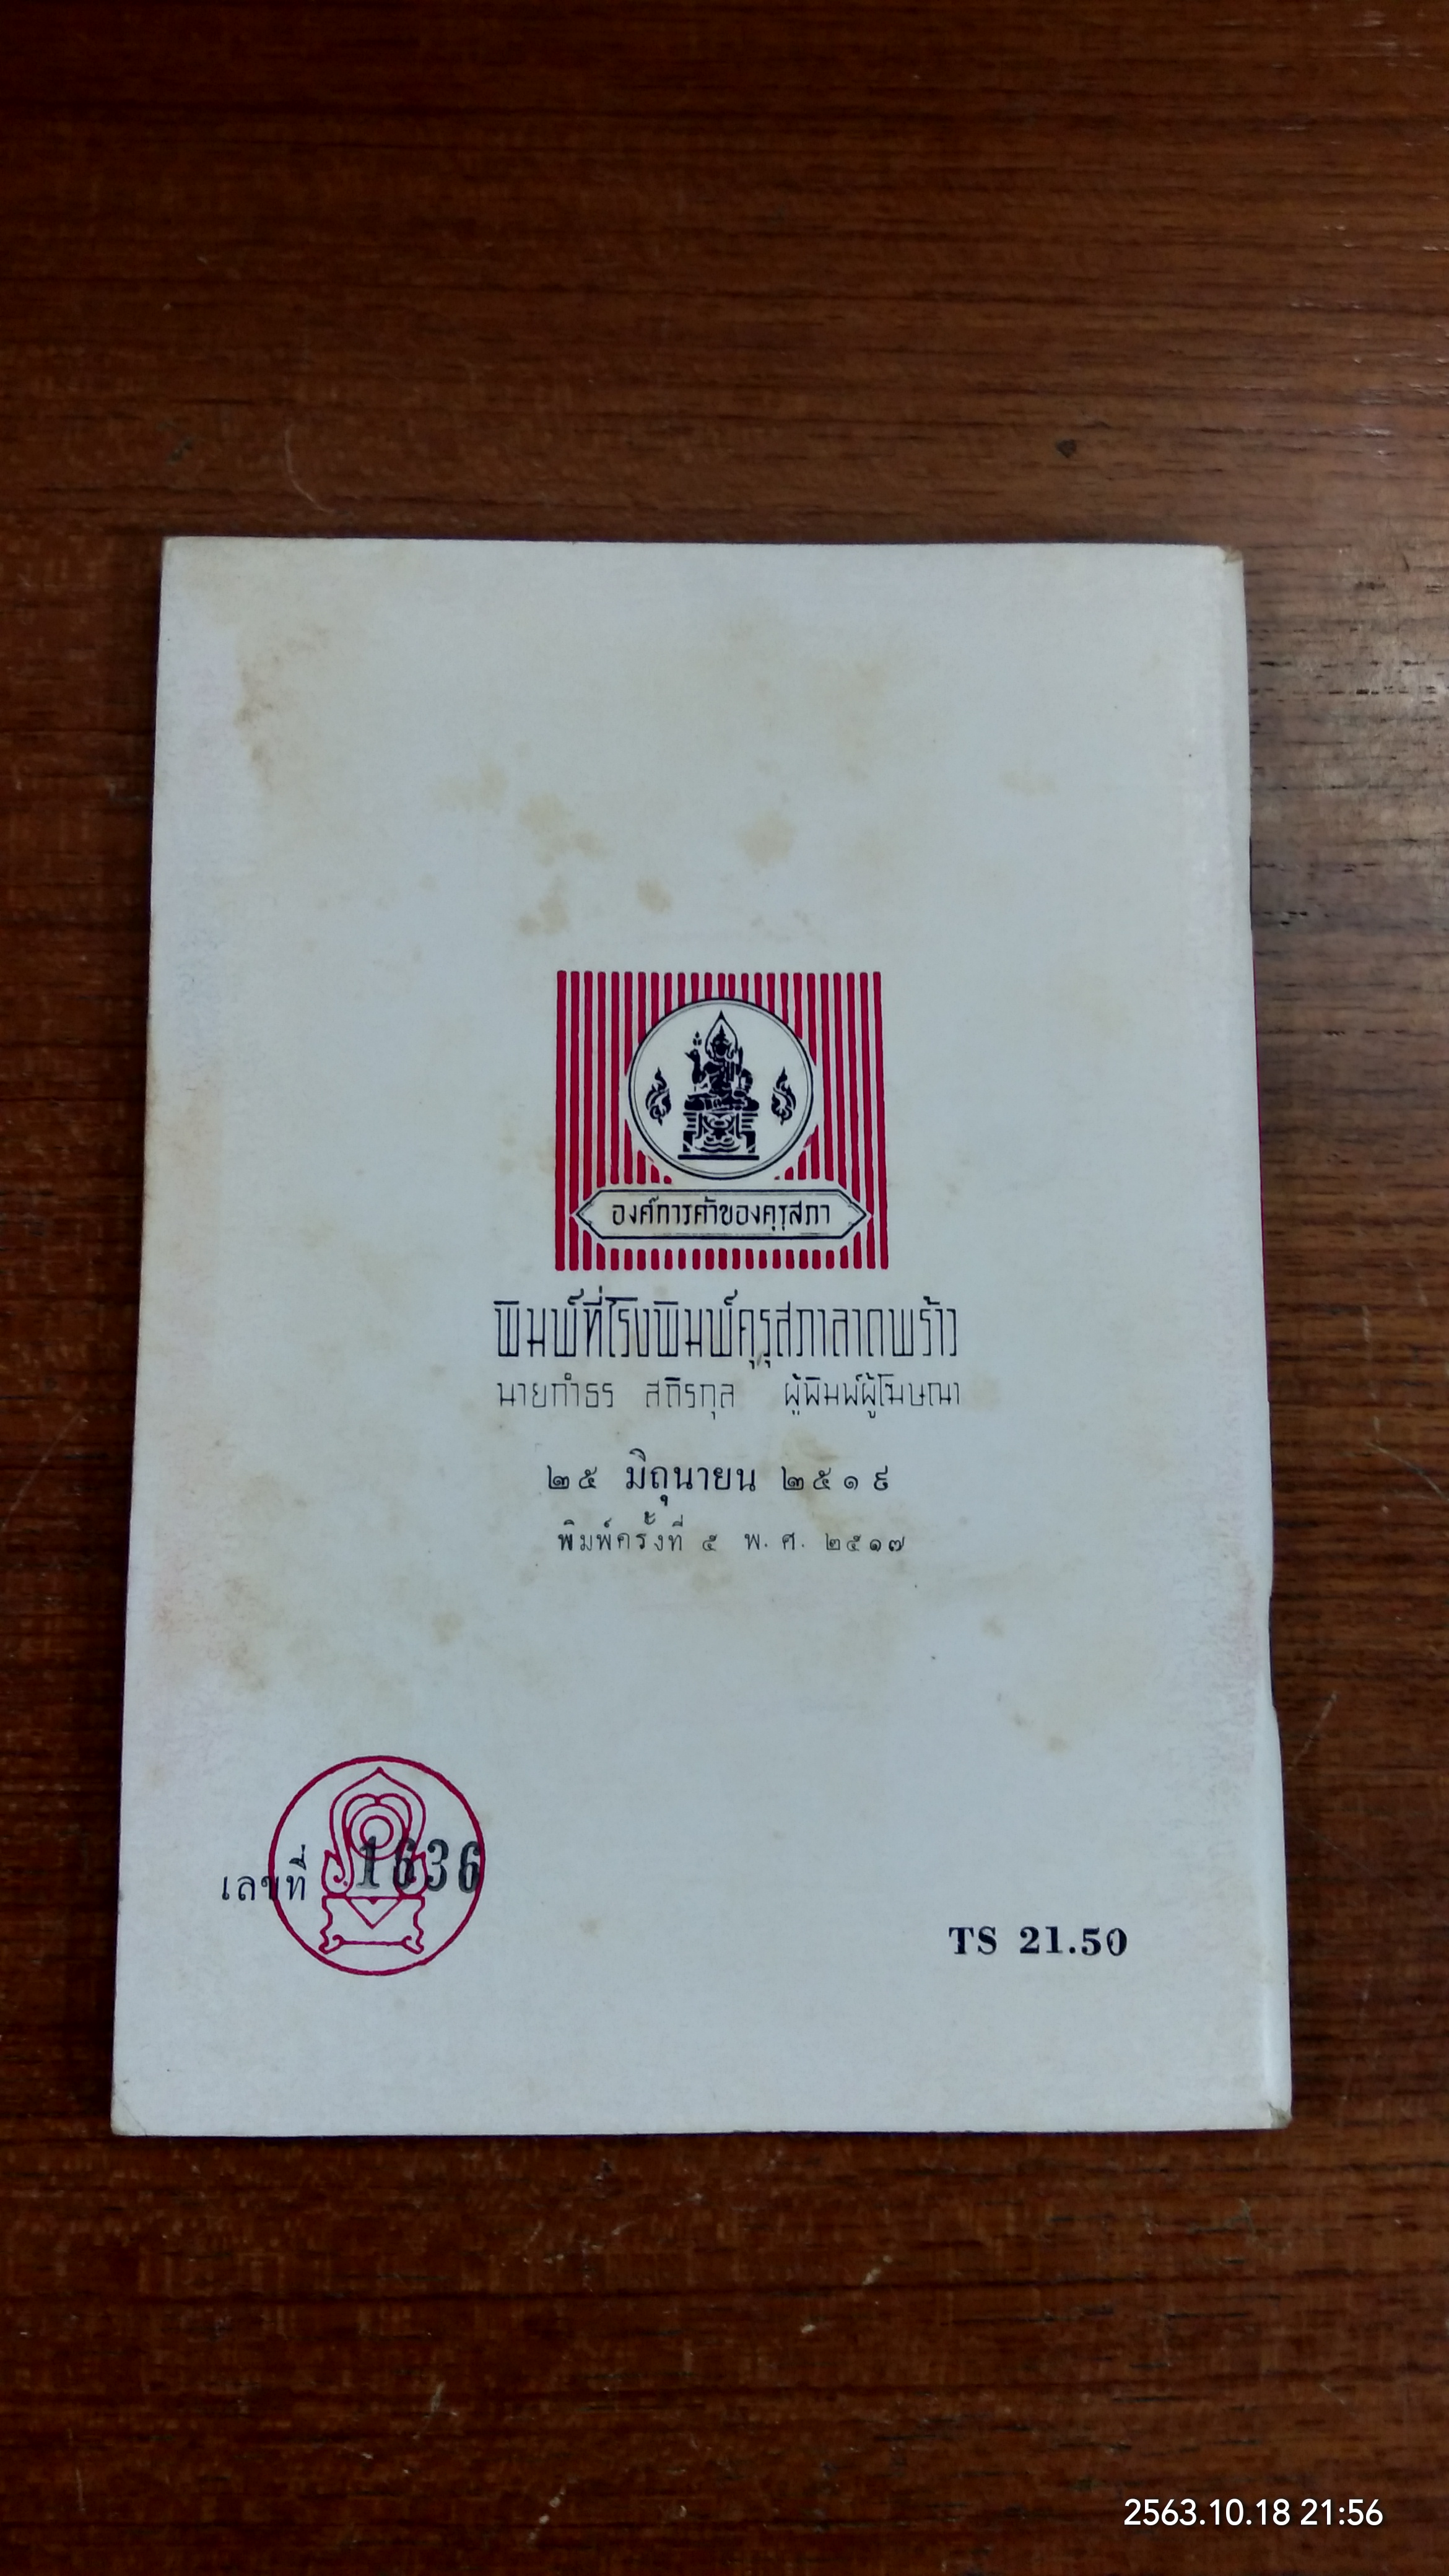 องค์การค้าของคุรุสภา
พิมพ์ที่โรงพิมพ์คุรุสภาลาดพร้าว
นายกำธร สถิรกุล ผู้พิมพ์ผู้โฆษณา
๒๕ มิถุนายน ๒๕๑๙
พิมพ์ครั้งที่ ๕ พ.ศ. ๒๕๑๗
เลขที่ 1636
TS 21.50
2563.10.18 21:56